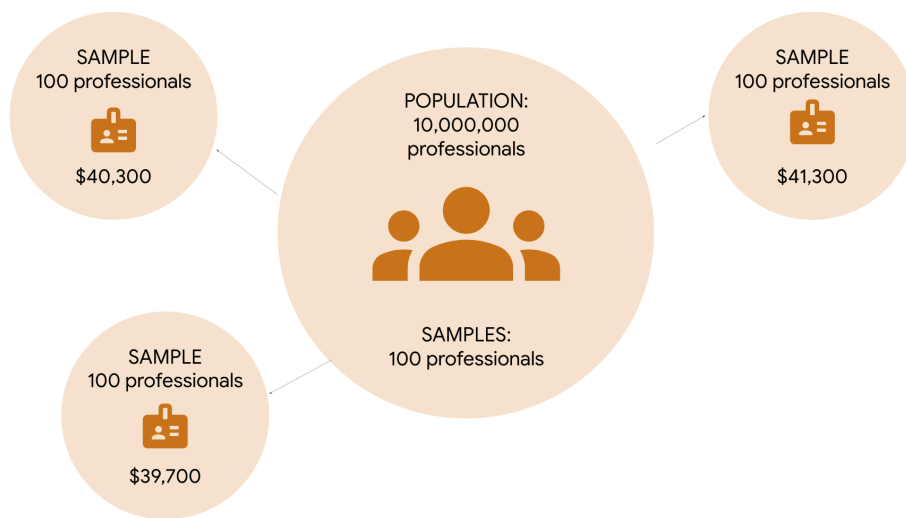 SAMPLE
100 professionals
$40,300
POPULATION:
10,000,000
professionals
SAMPLES:
100 professionals
SAMPLE
100 professionals
$41,300
SAMPLE
100 professionals
$39,700